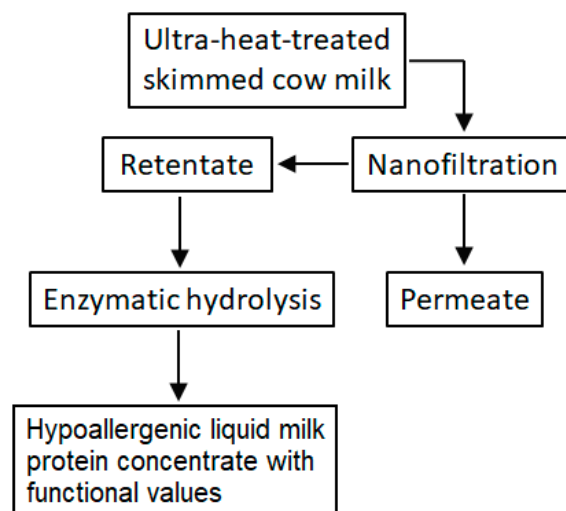 Ultra-heat-treated
skimmed cow milk
Retentate
Nanofiltration
Enzymatic hydrolysis
Permeate
Hypoallergenic liquid milk
protein concentrate with
functional values